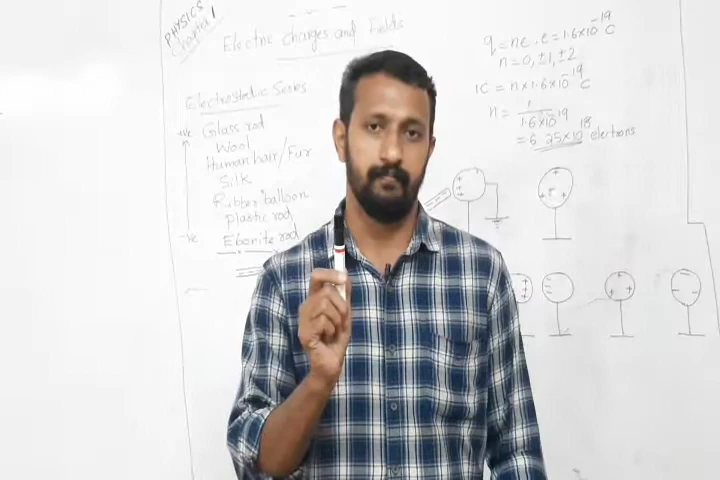 PHYSICS
Chapter 1
Electric charges and Fields
Electrostatic Series
+ve Glass rod
Wool
Human hair/Fur
Silk
Rubber balloon
plastic rod
-ve Ebonite rod
q = ne, e = 1.6×10⁻¹⁹ C
n = 0, ±1, ±2
1C = n×1.6×10⁻¹⁹ C
n = 1/1.6×10⁻¹⁹
= 6.25×10¹⁸ electrons